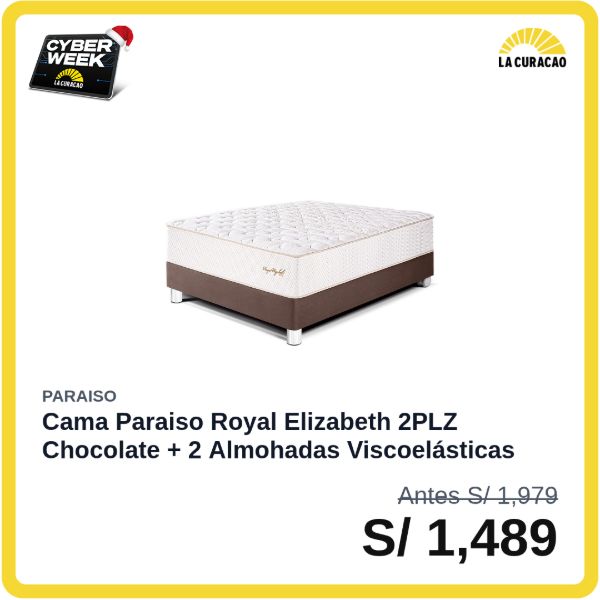 CYBER
WEEK
LA CURACAO
LA CURACAO
PARAISO
Cama Paraiso Royal Elizabeth 2PLZ
Chocolate + 2 Almohadas Viscoelásticas
Antes S/ 1,979
S/ 1,489